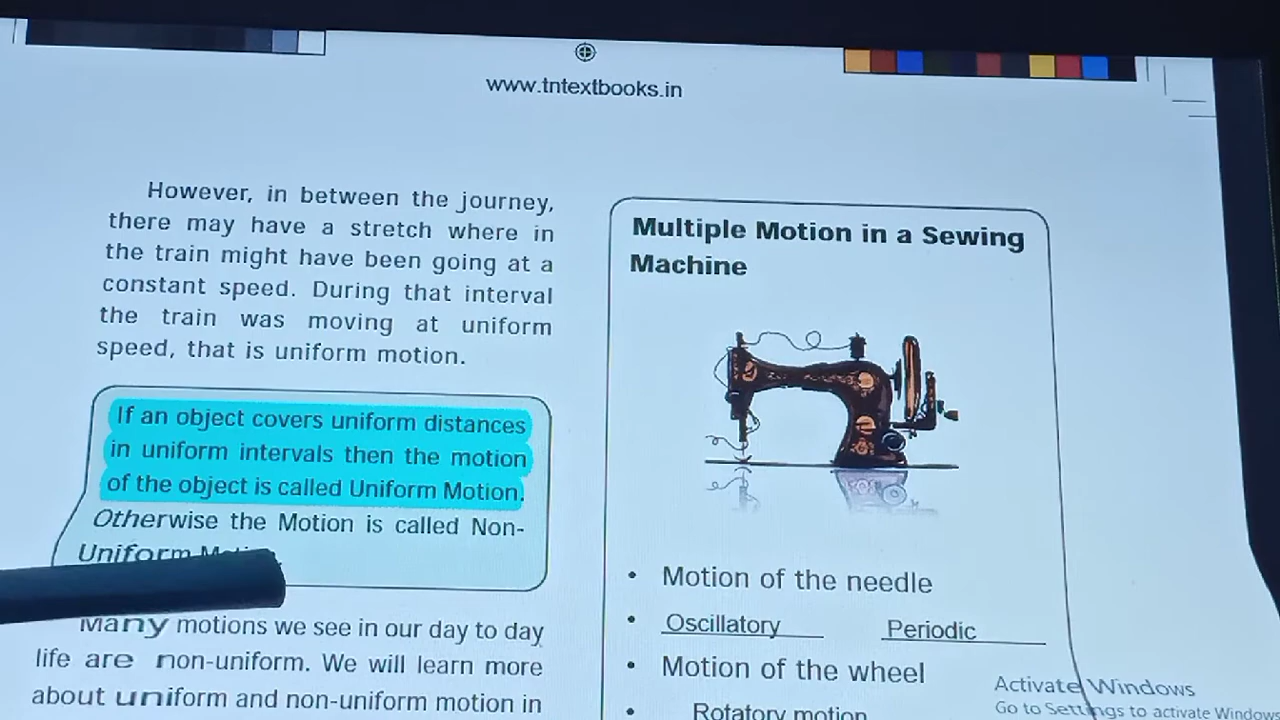 www.tntextbooks.in
However, in between the journey,
there may have a stretch where in
the train might have been going at a
constant speed. During that interval
the train was moving at uniform
speed, that is uniform motion.
If an object covers uniform distances
in uniform intervals then the motion
of the object is called Uniform Motion.
Otherwise the Motion is called Non-
Uniform Motion.
Many motions we see in our day to day
life are non-uniform. We will learn more
about uniform and non-uniform motion in
Multiple Motion in a Sewing
Machine
• Motion of the needle
• Oscillatory Periodic
• Motion of the wheel
• Rotatory motion
Activate Windows
Go to Settings to activate Windows